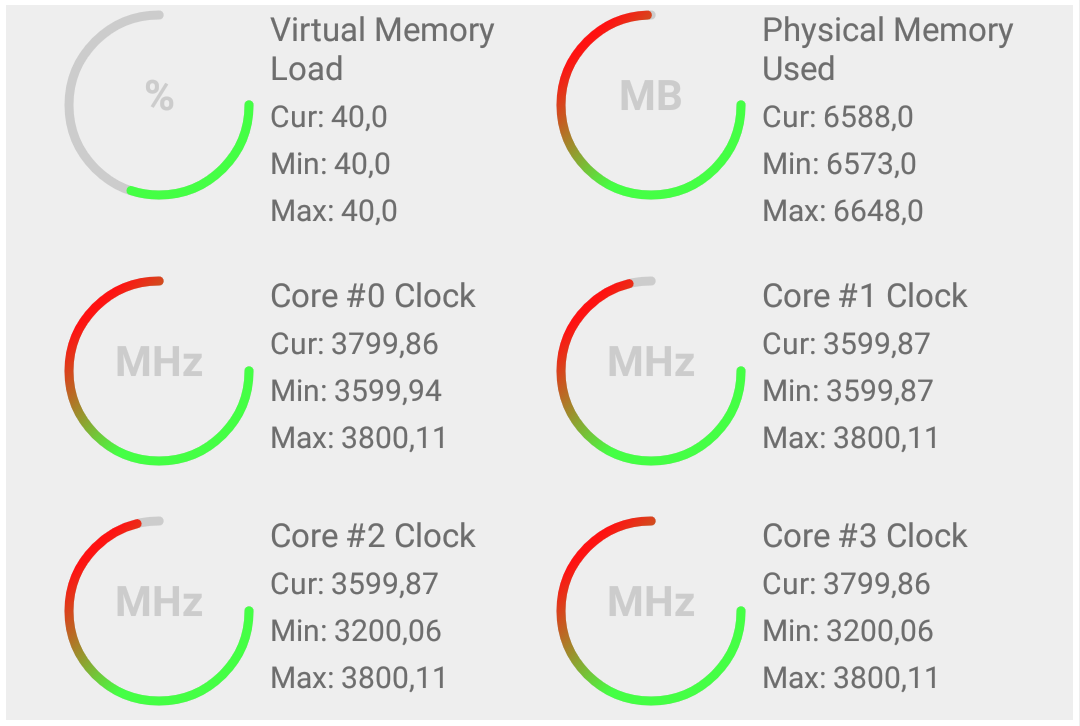 %
Virtual Memory
Load
Cur: 40,0
Min: 40,0
Max: 40,0
MB
Physical Memory
Used
Cur: 6588,0
Min: 6573,0
Max: 6648,0
MHz
Core #0 Clock
Cur: 3799,86
Min: 3599,94
Max: 3800,11
MHz
Core #1 Clock
Cur: 3599,87
Min: 3599,87
Max: 3800,11
MHz
Core #2 Clock
Cur: 3599,87
Min: 3200,06
Max: 3800,11
MHz
Core #3 Clock
Cur: 3799,86
Min: 3200,06
Max: 3800,11